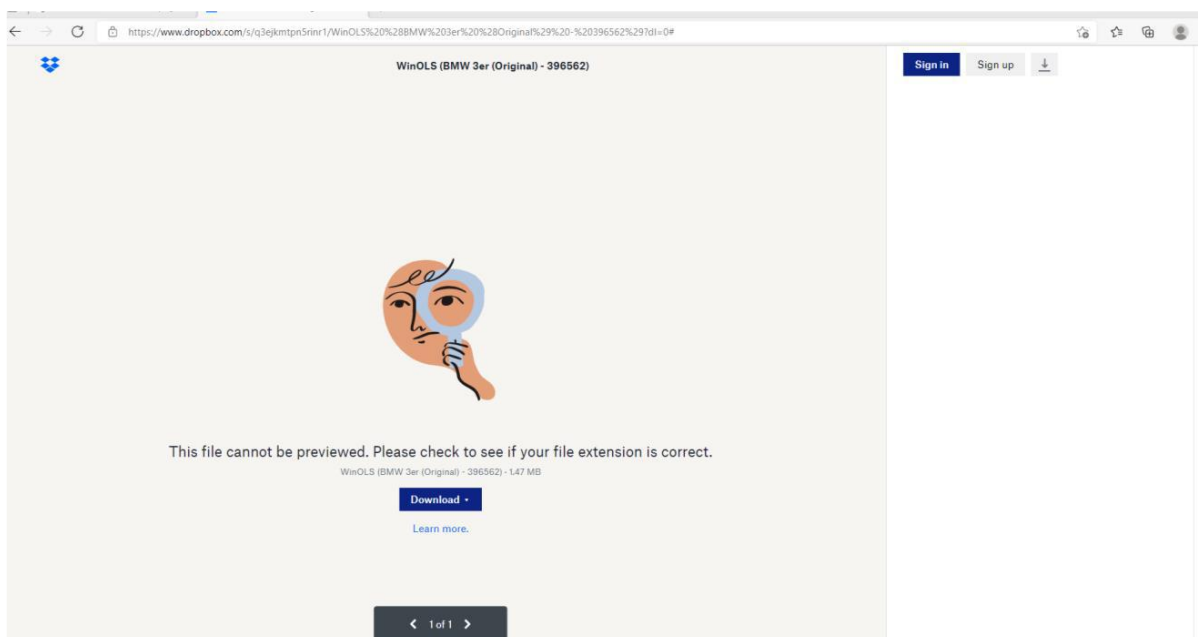 https://www.dropbox.com/s/q3ejkmtpn5rinr1/WinOLS%20%28BMW%203er%20%28Original%29%20-%20396562%29?dl=0#
WinOLS (BMW 3er (Original) - 396562)
Sign in
Sign up
This file cannot be previewed. Please check to see if your file extension is correct.
WinOLS (BMW 3er (Original) - 396562) - 1.47 MB
Download
Learn more.
1 of 1